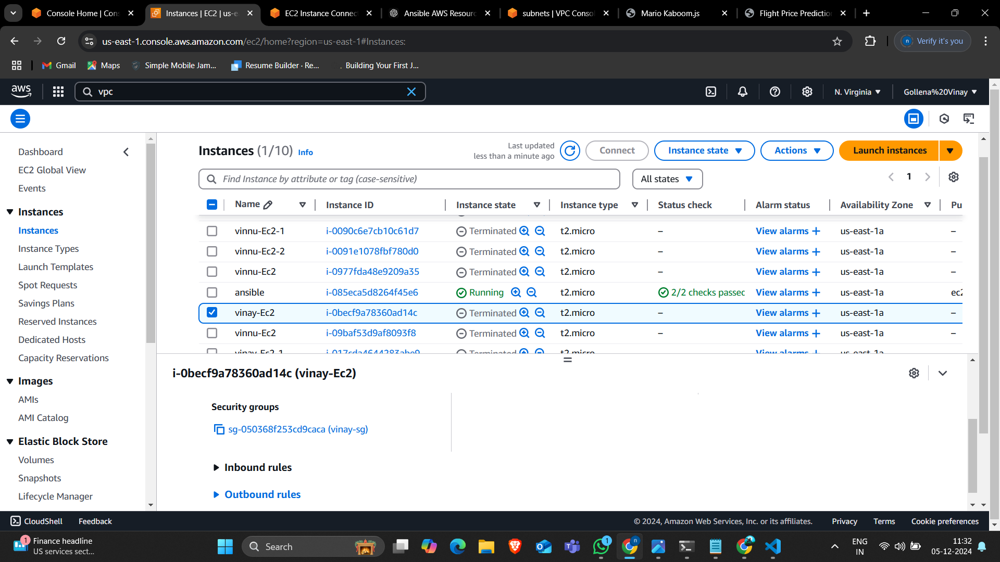 Console Home | Cons
Instances | EC2 | us-e
EC2 Instance Connec
Ansible AWS Resour
subnets | VPC Conso
Mario Kaboom.js
Flight Price Predictio
us-east-1.console.aws.amazon.com/ec2/home?region=us-east-1#Instances:
n Verify it's you
Gmail
Maps
Simple Mobile Jam...
Resume Builder · Re...
Building Your First J...
aws
vpc
N. Virginia
Gollena%20Vinay
Dashboard
EC2 Global View
Events
Instances
Instances
Instance Types
Launch Templates
Spot Requests
Savings Plans
Reserved Instances
Dedicated Hosts
Capacity Reservations
Images
AMIs
AMI Catalog
Elastic Block Store
Volumes
Snapshots
Lifecycle Manager
Instances (1/10) Info
Last updated
less than a minute ago
Connect
Instance state
Actions
Launch instances
Find Instance by attribute or tag (case-sensitive)
All states
1
Name Instance ID Instance state Instance type Status check Alarm status Availability Zone Pu
vinnu-Ec2-1 i-0090c6e7cb10c61d7 Terminated t2.micro – View alarms + us-east-1a –
vinnu-Ec2-2 i-0091e1078fbf780d0 Terminated t2.micro – View alarms + us-east-1a –
vinnu-Ec2 i-0977fda48e9209a35 Terminated t2.micro – View alarms + us-east-1a –
ansible i-085eca5d8264f45e6 Running t2.micro 2/2 checks passec View alarms + us-east-1a ec2
vinay-Ec2 i-0becf9a78360ad14c Terminated t2.micro – View alarms + us-east-1a –
vinnu-Ec2 i-09baf53d9af8093f8 Terminated t2.micro – View alarms + us-east-1a –
vinay-Ec2-1 Terminated t2.micro View alarms + us-east-1a
i-0becf9a78360ad14c (vinay-Ec2)
Security groups
sg-050368f253cd9caca (vinay-sg)
Inbound rules
Outbound rules
CloudShell
Feedback
© 2024, Amazon Web Services, Inc. or its affiliates.
Privacy
Terms
Cookie preferences
1
Finance headline
US services sect...
Search
1
n
ENG
IN
11:32
05-12-2024